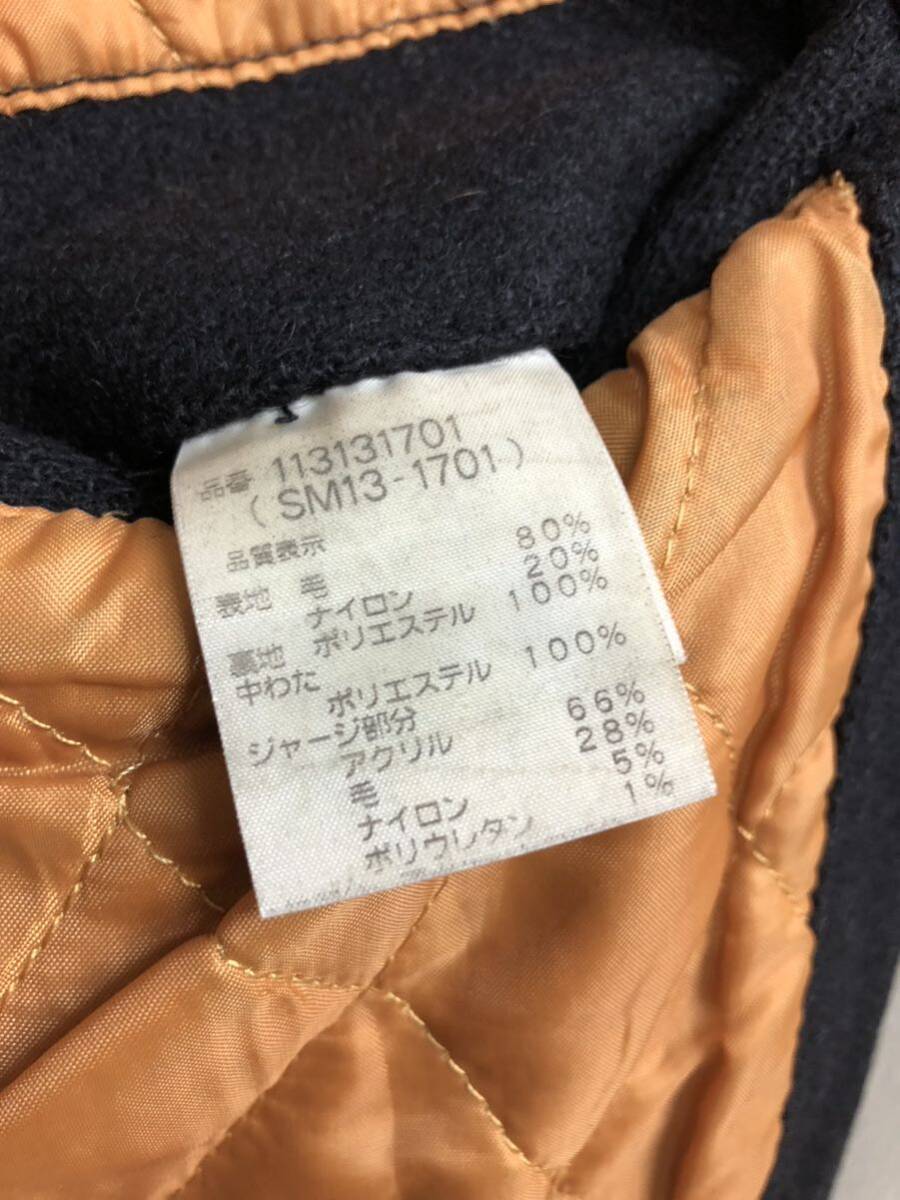 品番 113131701
( SM13-1701 )
品質表示
表地 毛 80%
ナイロン 20%
裏地 ポリエステル 100%
中わた
ポリエステル 100%
ジャージ部分
アクリル 66%
毛 28%
ナイロン 5%
ポリウレタン 1%